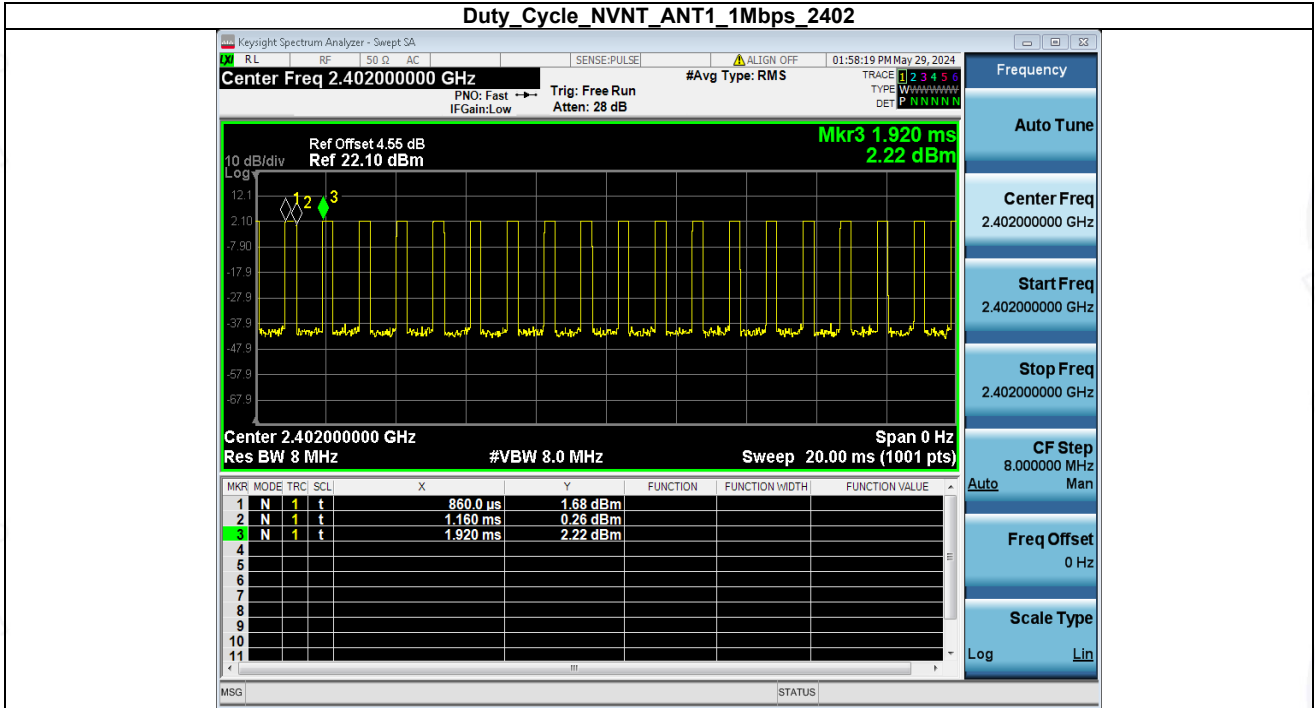 Duty_Cycle_NVNT_ANT1_1Mbps_2402
Keysight Spectrum Analyzer - Swept SA
LXI RL RF 50 Ω AC SENSE:PULSE ALIGN OFF 01:58:19 PM May 29, 2024
Center Freq 2.402000000 GHz #Avg Type: RMS TRACE 1 2 3 4 5 6
PNO: Fast Trig: Free Run TYPE WWWWWW
IFGain:Low Atten: 28 dB DET P N N N N N
Mkr3 1.920 ms
2.22 dBm
Ref Offset 4.55 dB
10 dB/div Ref 22.10 dBm
Log
1 2 3
12.1
2.10
-7.90
-17.9
-27.9
-37.9
-47.9
-57.9
-67.9
Center 2.402000000 GHz Span 0 Hz
Res BW 8 MHz #VBW 8.0 MHz Sweep 20.00 ms (1001 pts)
MKR MODE TRC SCL X Y FUNCTION FUNCTION WIDTH FUNCTION VALUE
1 N 1 t 860.0 µs 1.68 dBm
2 N 1 t 1.160 ms 0.26 dBm
3 N 1 t 1.920 ms 2.22 dBm
4
5
6
7
8
9
10
11
MSG STATUS
Frequency
Auto Tune
Center Freq
2.402000000 GHz
Start Freq
2.402000000 GHz
Stop Freq
2.402000000 GHz
CF Step
8.000000 MHz
Auto Man
Freq Offset
0 Hz
Scale Type
Log Lin